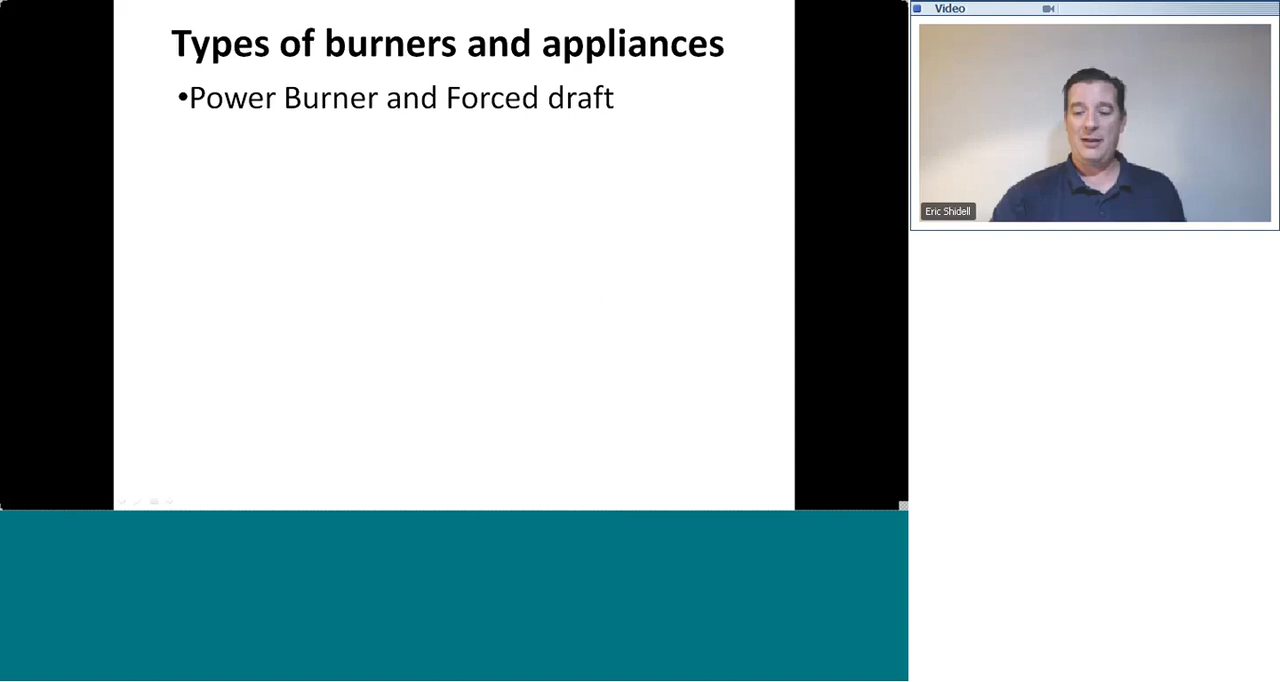 Types of burners and appliances
•Power Burner and Forced draft
Video
Eric Shidell